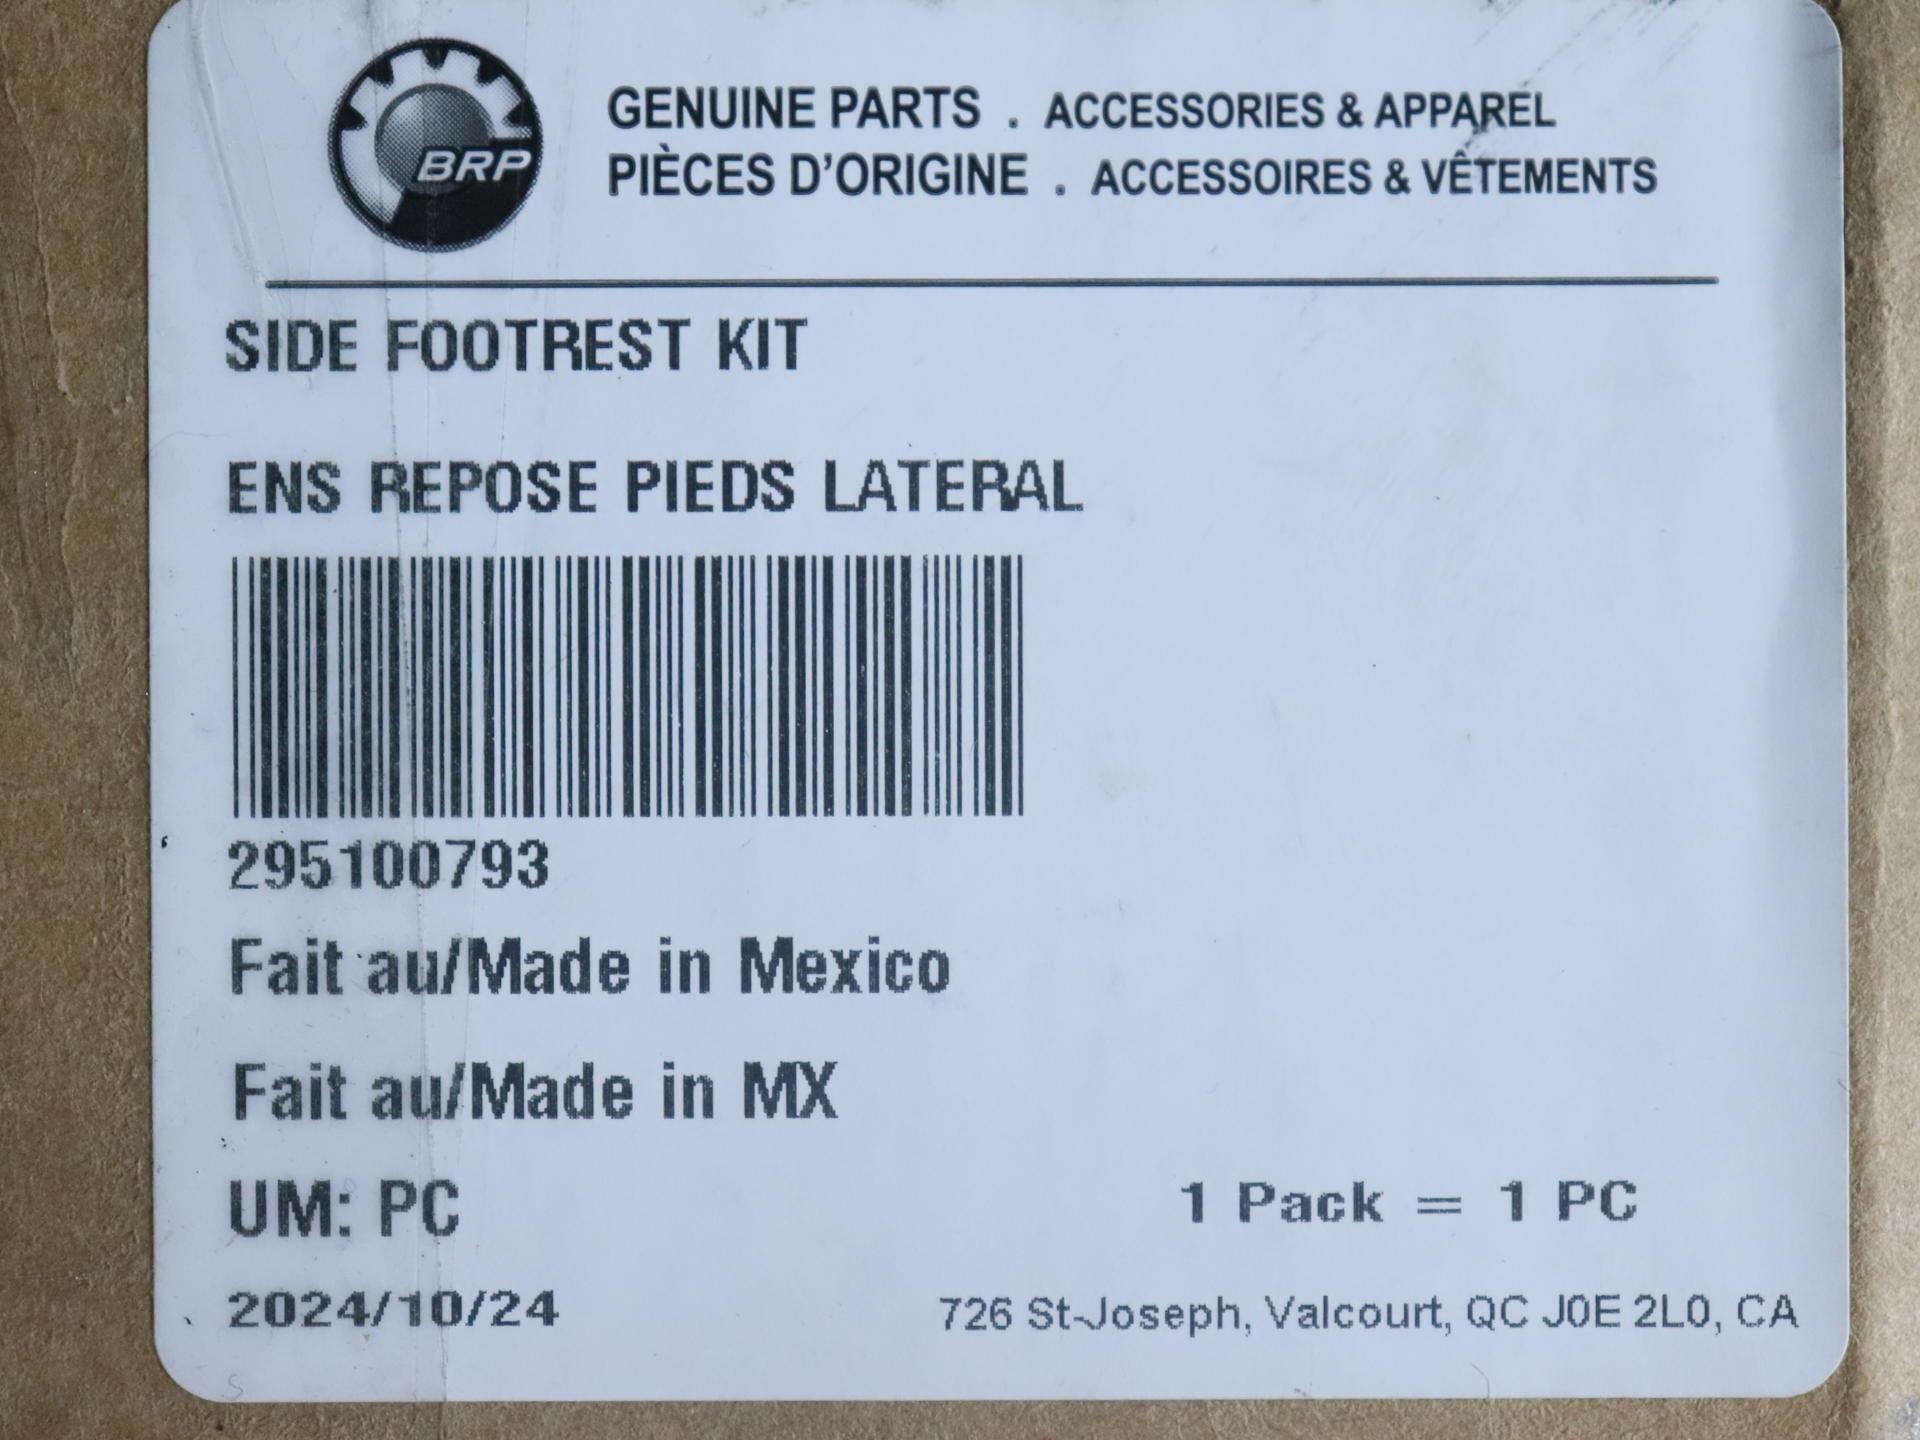 BRP
GENUINE PARTS . ACCESSORIES & APPAREL
PIÈCES D'ORIGINE . ACCESSOIRES & VÊTEMENTS
SIDE FOOTREST KIT
ENS REPOSE PIEDS LATERAL
295100793
Fait au/Made in Mexico
Fait au/Made in MX
UM: PC
1 Pack = 1 PC
2024/10/24
726 St-Joseph, Valcourt, QC J0E 2L0, CA